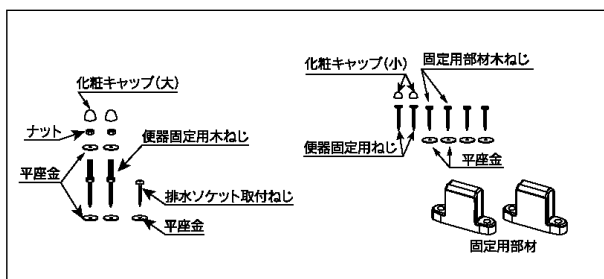 化粧キャップ(大)
ナット
便器固定用木ねじ
平座金
排水ソケット取付ねじ
平座金
化粧キャップ(小)
固定用部材木ねじ
便器固定用ねじ
平座金
固定用部材